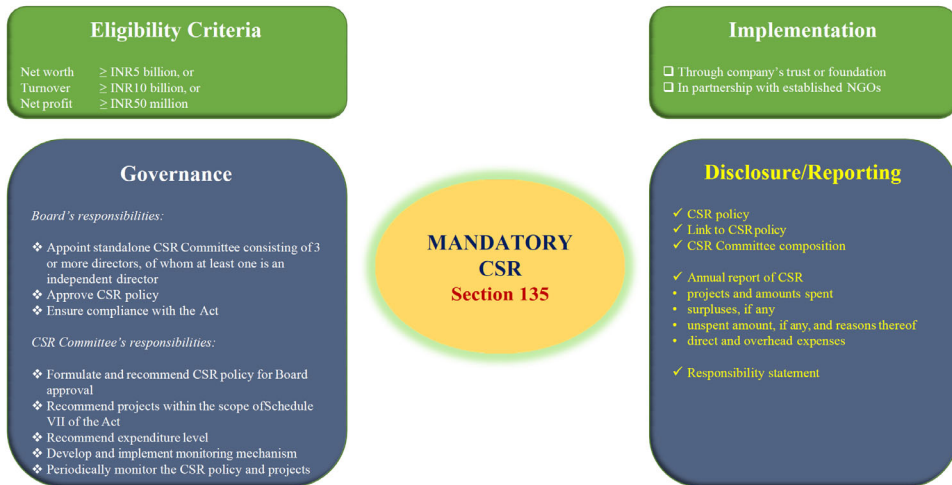 Eligibility Criteria
Net worth ≥ INR5 billion, or
Turnover ≥ INR10 billion, or
Net profit ≥ INR50 million
Implementation
❑ Through company's trust or foundation
❑ In partnership with established NGOs
Governance
Board's responsibilities:
❖ Appoint standalone CSR Committee consisting of 3
or more directors, of whom at least one is an
independent director
❖ Approve CSR policy
❖ Ensure compliance with the Act
CSR Committee's responsibilities:
❖ Formulate and recommend CSR policy for Board
approval
❖ Recommend projects within the scope ofSchedule
VII of the Act
❖ Recommend expenditure level
❖ Develop and implement monitoring mechanism
❖ Periodically monitor the CSR policy and projects
MANDATORY
CSR
Section 135
Disclosure/Reporting
✓ CSR policy
✓ Link to CSRpolicy
✓ CSR Committee composition
✓ Annual report of CSR
• projects and amounts spent
• surpluses, if any
• unspent amount, if any, and reasons thereof
• direct and overhead expenses
✓ Responsibility statement